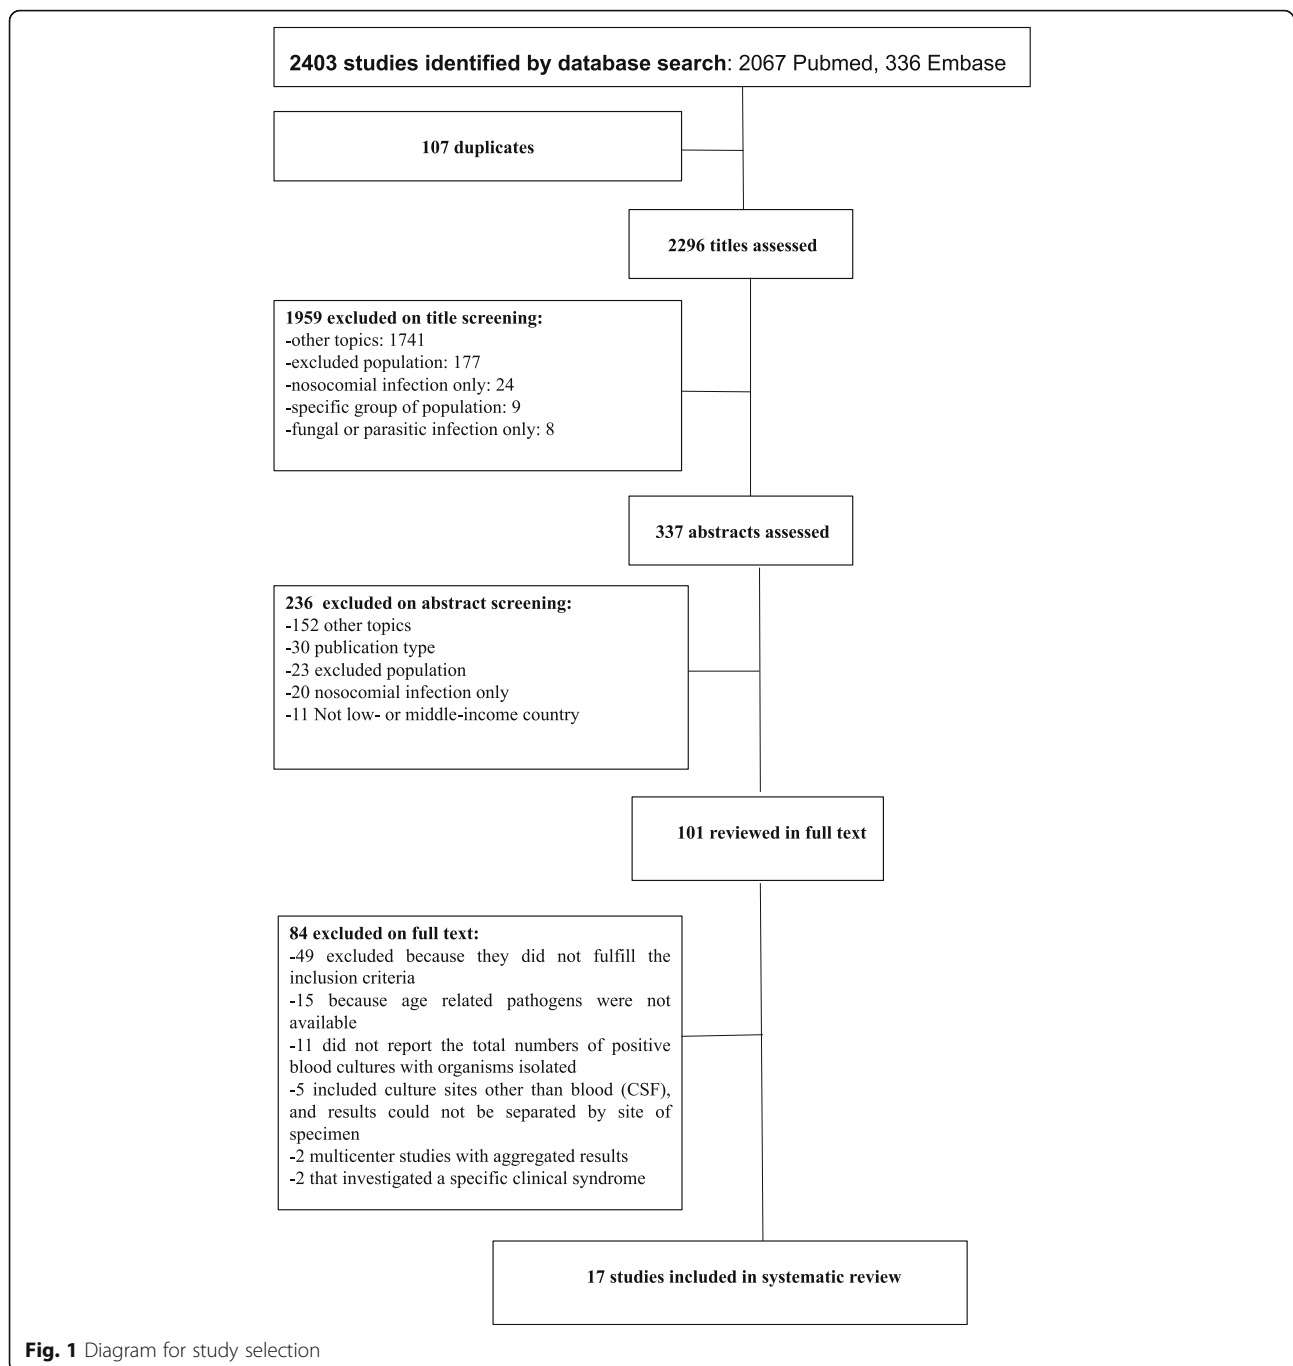 2403 studies identified by database search: 2067 Pubmed, 336 Embase
107 duplicates
2296 titles assessed
1959 excluded on title screening:
-other topics: 1741
-excluded population: 177
-nosocomial infection only: 24
-specific group of population: 9
-fungal or parasitic infection only: 8
337 abstracts assessed
236 excluded on abstract screening:
-152 other topics
-30 publication type
-23 excluded population
-20 nosocomial infection only
-11 Not low- or middle-income country
101 reviewed in full text
84 excluded on full text:
-49 excluded because they did not fulfill the
inclusion criteria
-15 because age related pathogens were not
available
-11 did not report the total numbers of positive
blood cultures with organisms isolated
-5 included culture sites other than blood (CSF),
and results could not be separated by site of
specimen
-2 multicenter studies with aggregated results
-2 that investigated a specific clinical syndrome
17 studies included in systematic review
Fig. 1 Diagram for study selection